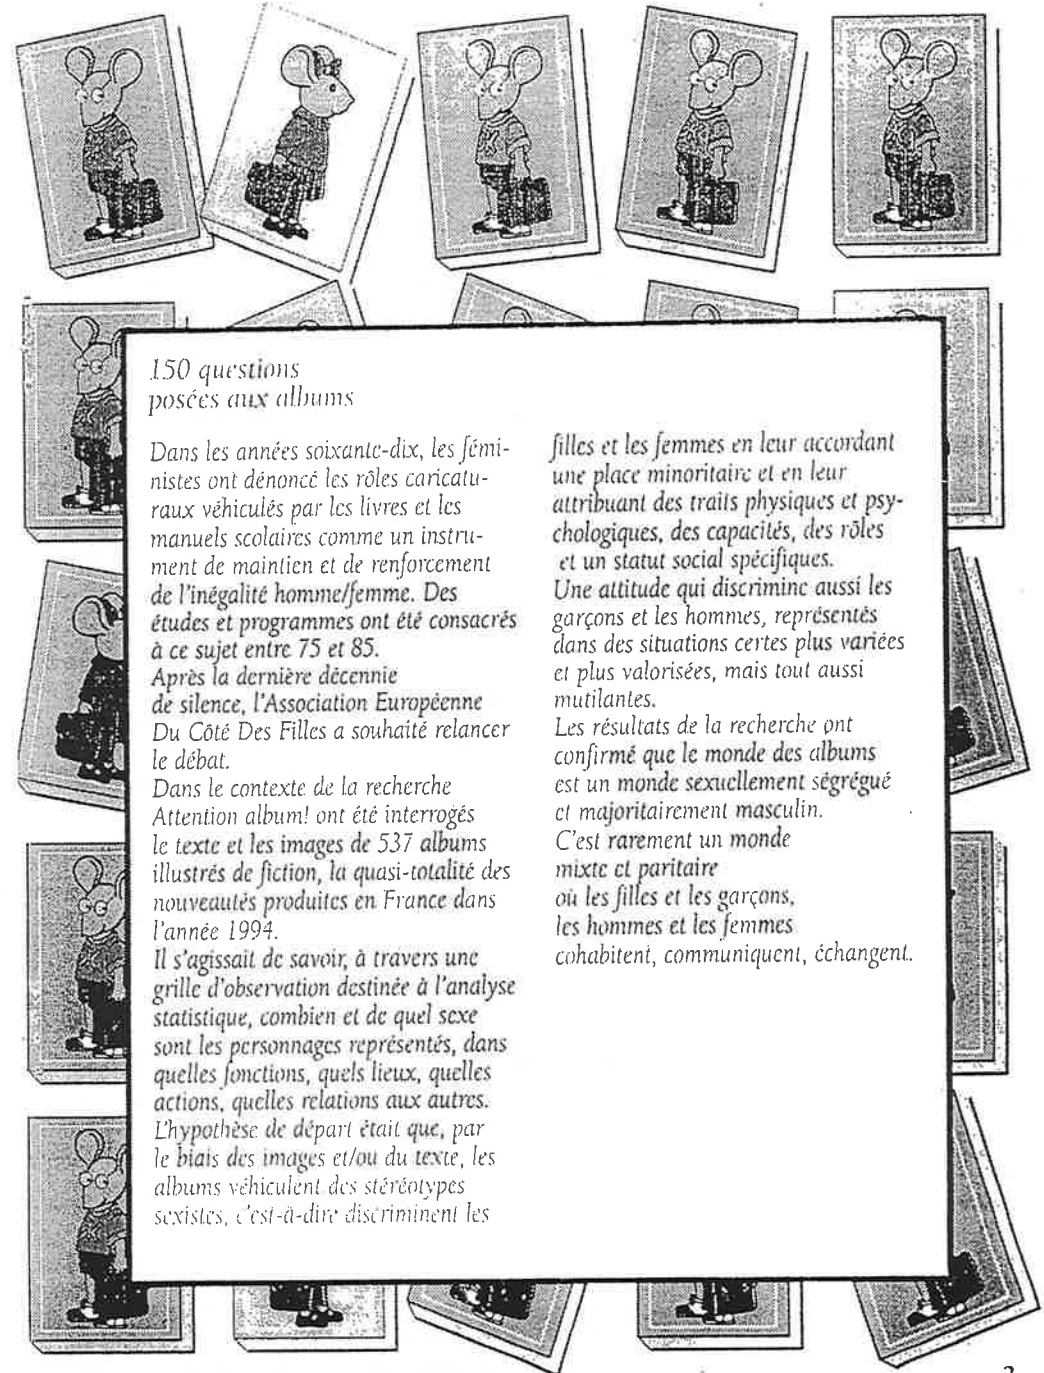 150 questions
posées aux albums
Dans les années soixante-dix, les fémi-
nistes ont dénoncé les rôles caricatu-
raux véhiculés par les livres et les
manuels scolaires comme un instru-
ment de maintien et de renforcement
de l'inégalité homme/femme. Des
études et programmes ont été consacrés
à ce sujet entre 75 et 85.
Après la dernière décennie
de silence, l'Association Européenne
Du Côté Des Filles a souhaité relancer
le débat.
Dans le contexte de la recherche
Attention album! ont été interrogés
le texte et les images de 537 albums
illustrés de fiction, la quasi-totalité des
nouveautés produites en France dans
l'année 1994.
Il s'agissait de savoir, à travers une
grille d'observation destinée à l'analyse
statistique, combien et de quel sexe
sont les personnages représentés, dans
quelles fonctions, quels lieux, quelles
actions, quelles relations aux autres.
L'hypothèse de départ était que, par
le biais des images et/ou du texte, les
albums véhiculent des stéréotypes
sexistes, c'est-à-dire discriminent les
filles et les femmes en leur accordant
une place minoritaire et en leur
attribuant des traits physiques et psy-
chologiques, des capacités, des rôles
et un statut social spécifiques.
Une attitude qui discrimine aussi les
garçons et les hommes, représentés
dans des situations certes plus variées
et plus valorisées, mais tout aussi
mutilantes.
Les résultats de la recherche ont
confirmé que le monde des albums
est un monde sexuellement ségrégué
et majoritairement masculin.
C'est rarement un monde
mixte et paritaire
où les filles et les garçons,
les hommes et les femmes
cohabitent, communiquent, échangent.